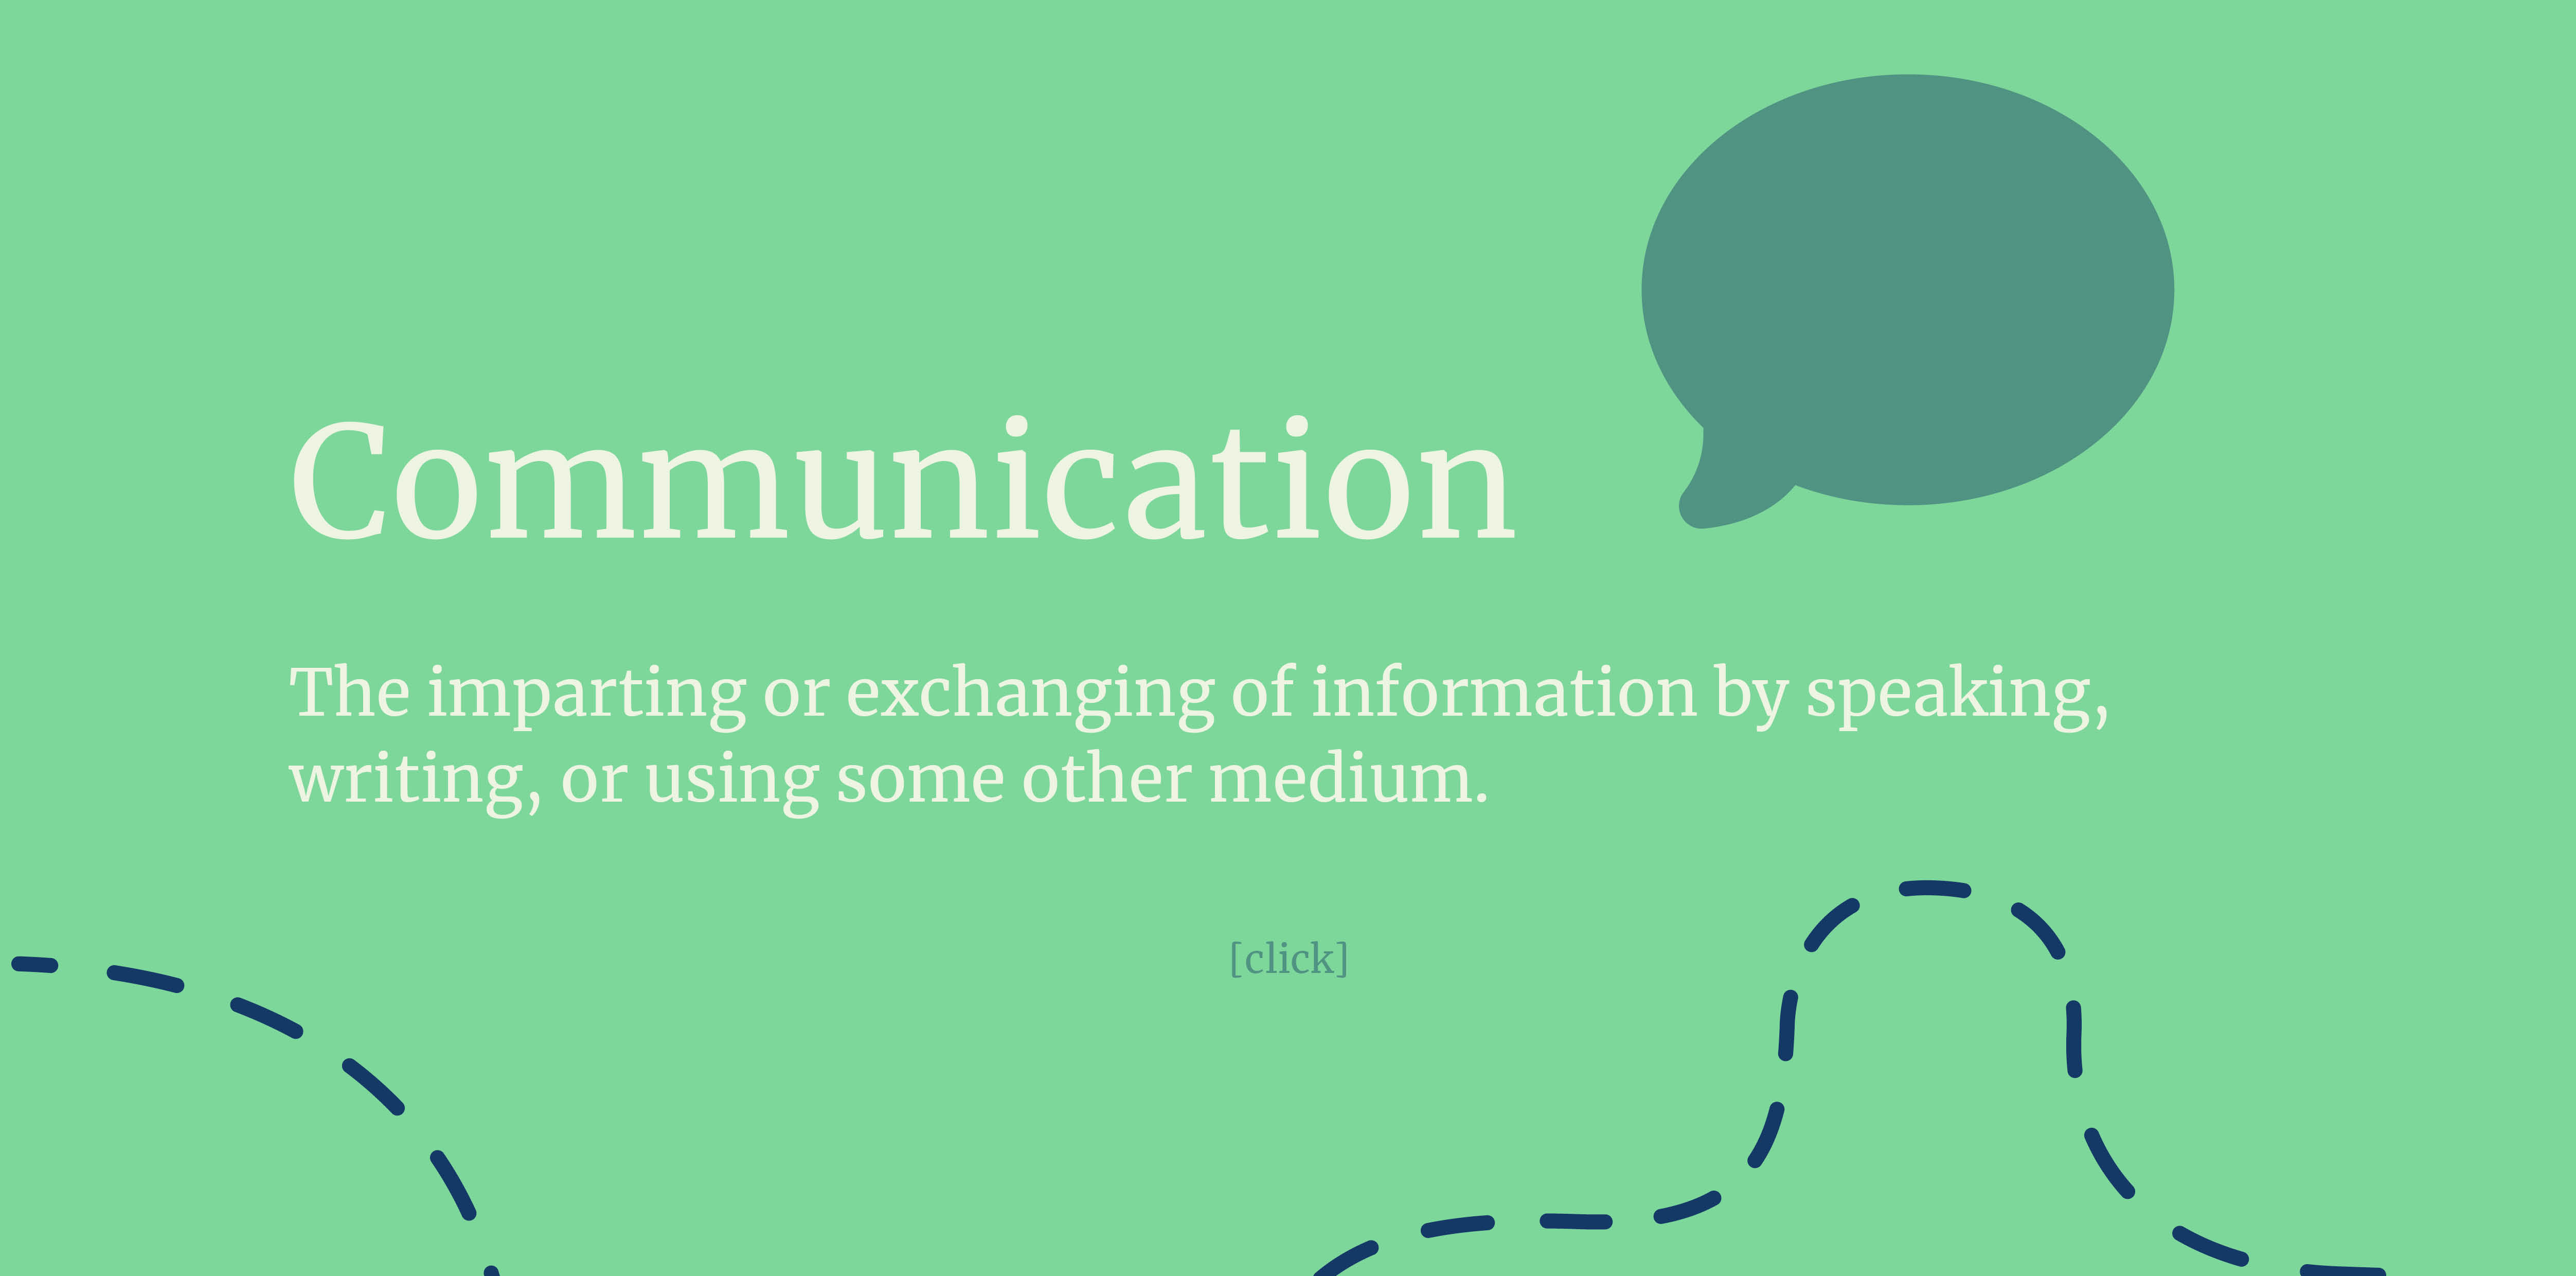 Communication
The imparting or exchanging of information by speaking,
writing, or using some other medium.
[click]